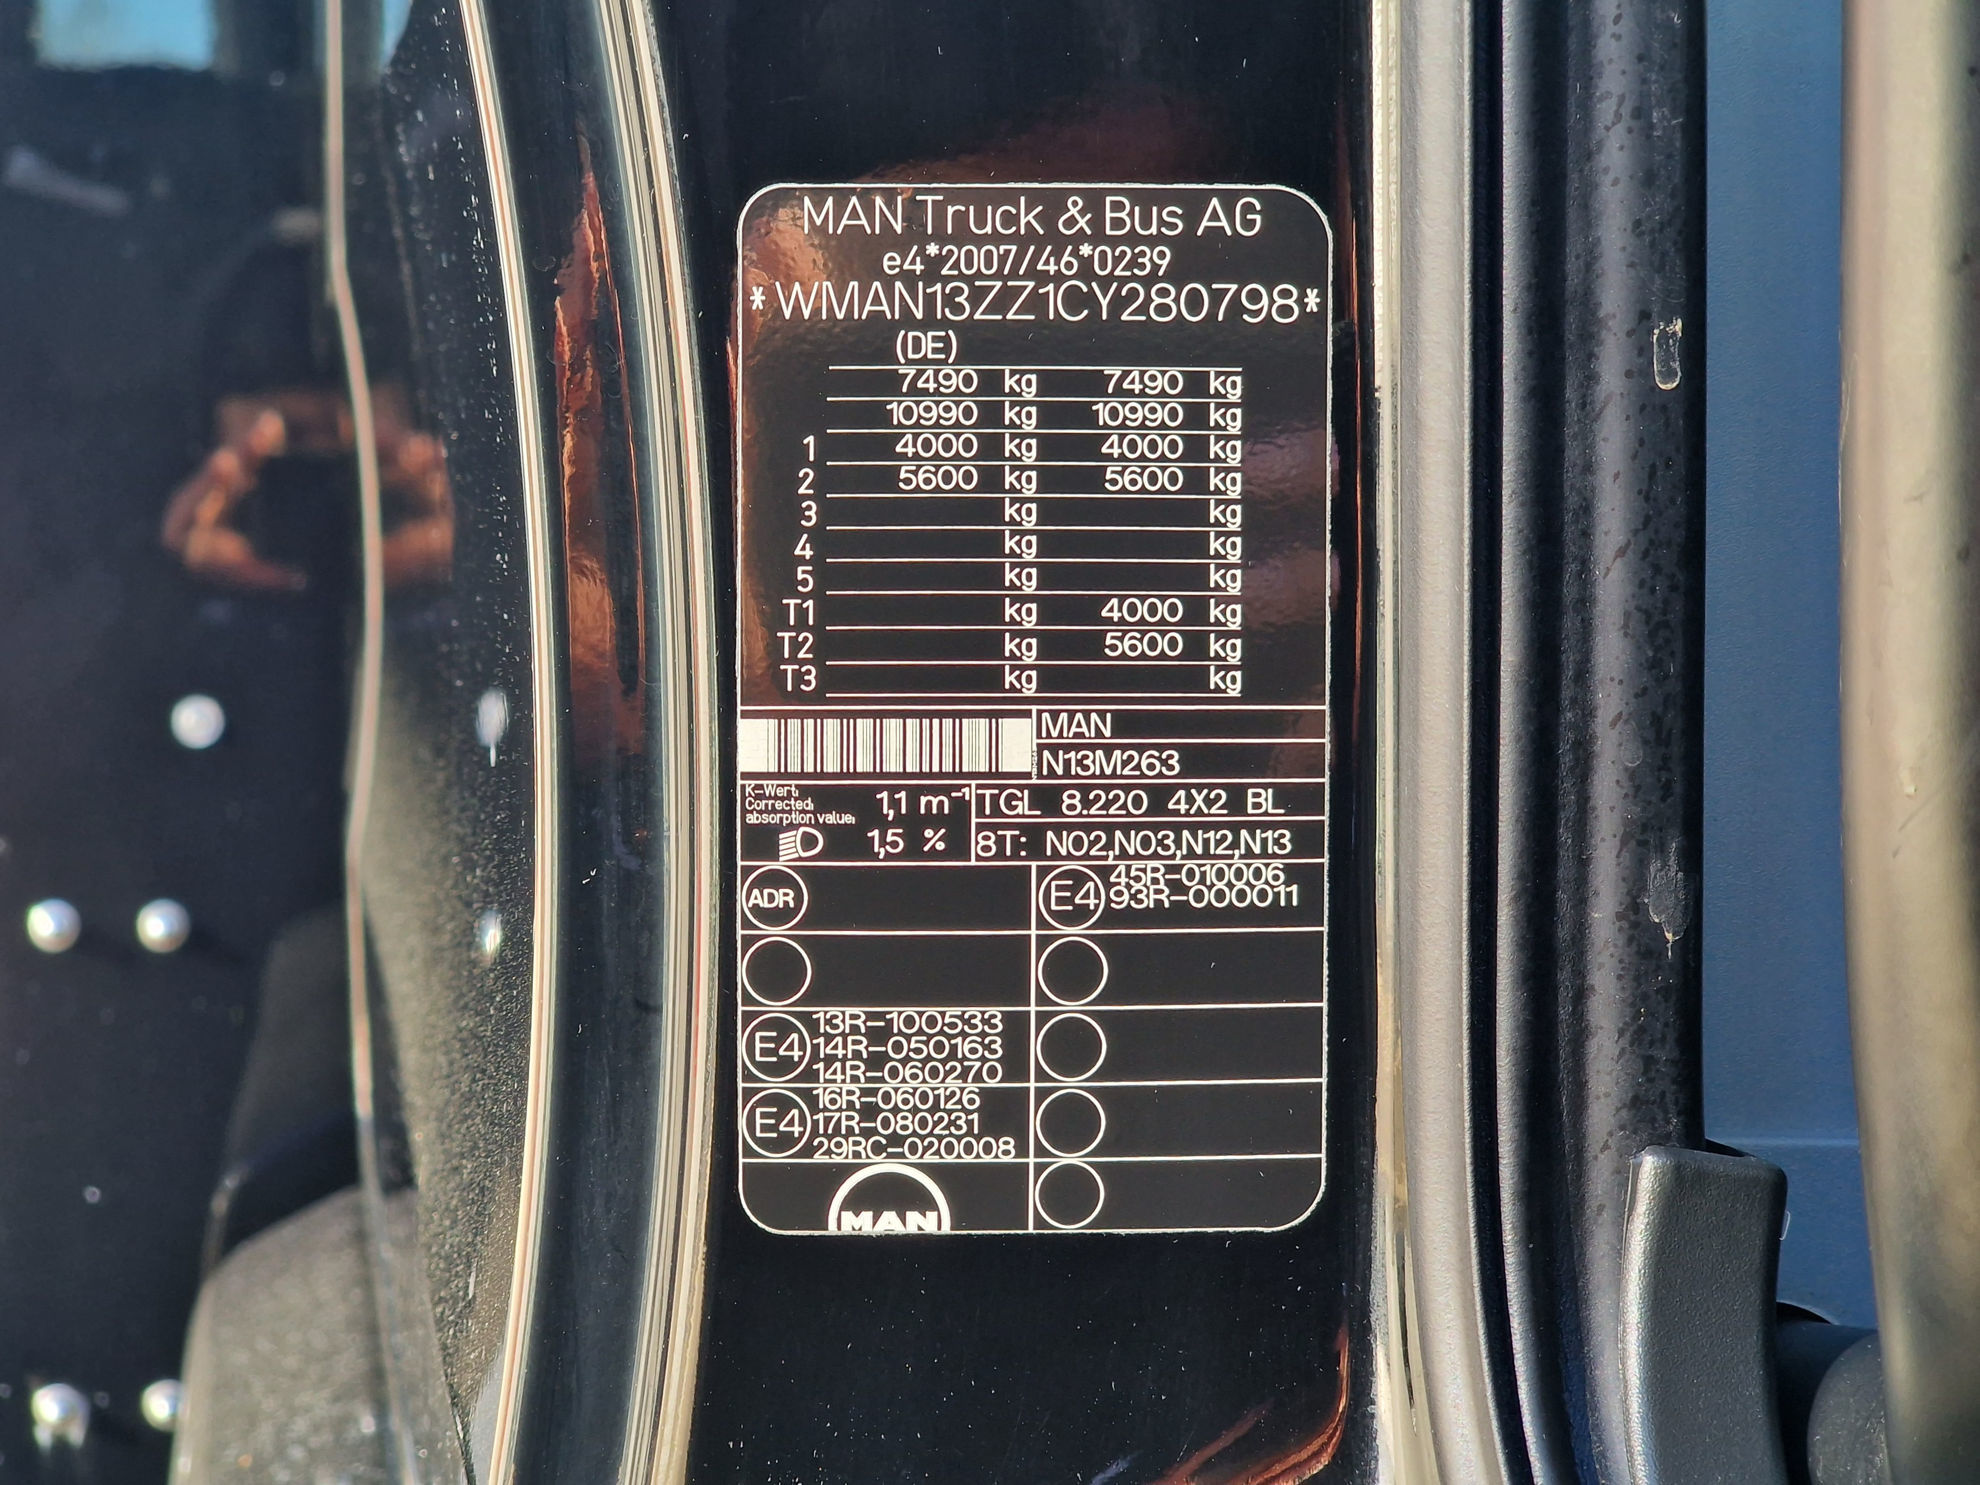 MAN Truck & Bus AG
e4*2007/46*0239
*WMAN13ZZ1CY280798*
(DE)
7490 kg 7490 kg
10990 kg 10990 kg
1 4000 kg 4000 kg
2 5600 kg 5600 kg
3 kg kg
4 kg kg
5 kg kg
T1 kg 4000 kg
T2 kg 5600 kg
T3 kg kg
MAN
N13M263
K-Wert:
Corrected:
absorption value:
1,1 m⁻¹
TGL 8.220 4X2 BL
1,5 %
8T: N02,N03,N12,N13
ADR
E4
45R-010006
93R-000011
E4
13R-100533
14R-050163
14R-060270
E4
16R-060126
17R-080231
29RC-020008
MAN